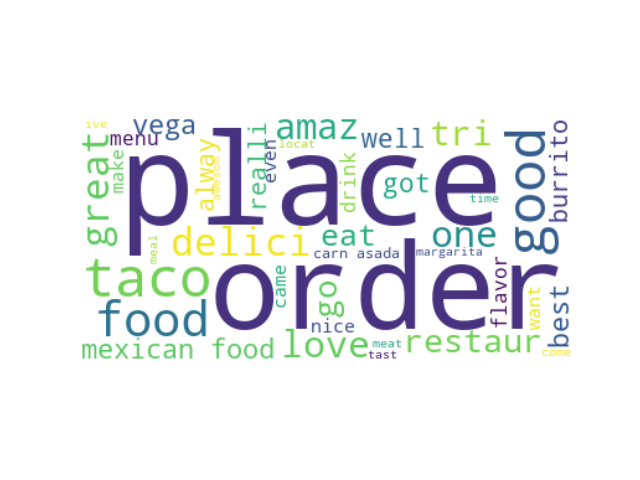 ive
vega
menu
great
make
alway
awesom
realli
even
amaz
locat
well
tri
good
burrito
place
drink
got
time
delici
eat
one
meal
carn asada
margarita
taco
order
came
go
flavor
want
best
food
nice
mexican food
love
meat
tast
restaur
come